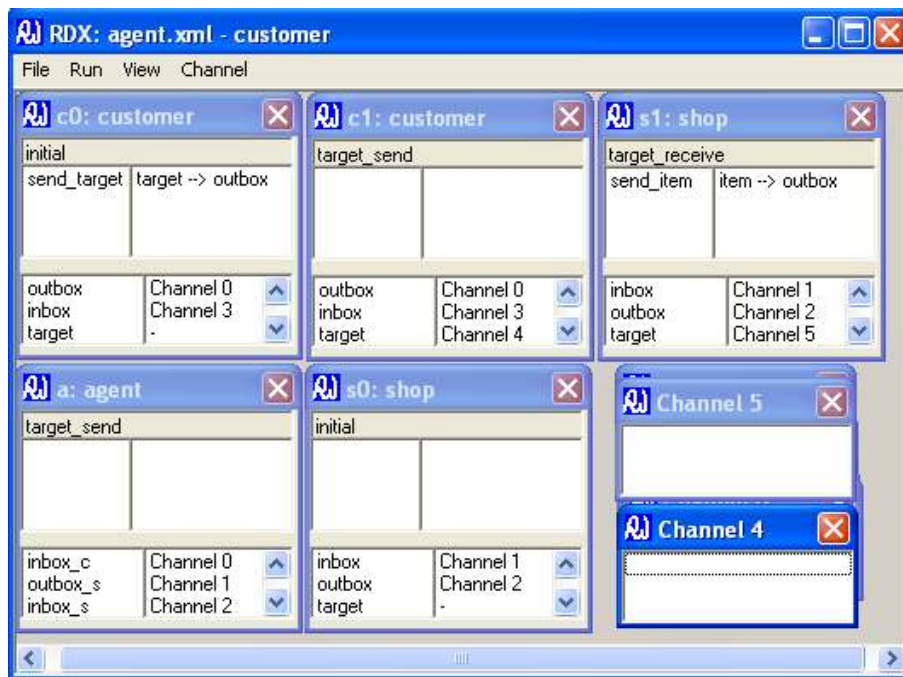 RDX: agent.xml - customer
File Run View Channel
c0: customer
initial
send_target target --> outbox
outbox Channel 0
inbox Channel 3
target -
c1: customer
target_send
outbox Channel 0
inbox Channel 3
target Channel 4
s1: shop
target_receive
send_item item --> outbox
inbox Channel 1
outbox Channel 2
target Channel 5
a: agent
target_send
inbox_c Channel 0
outbox_s Channel 1
inbox_s Channel 2
s0: shop
initial
inbox Channel 1
outbox Channel 2
target -
Channel 5
Channel 4